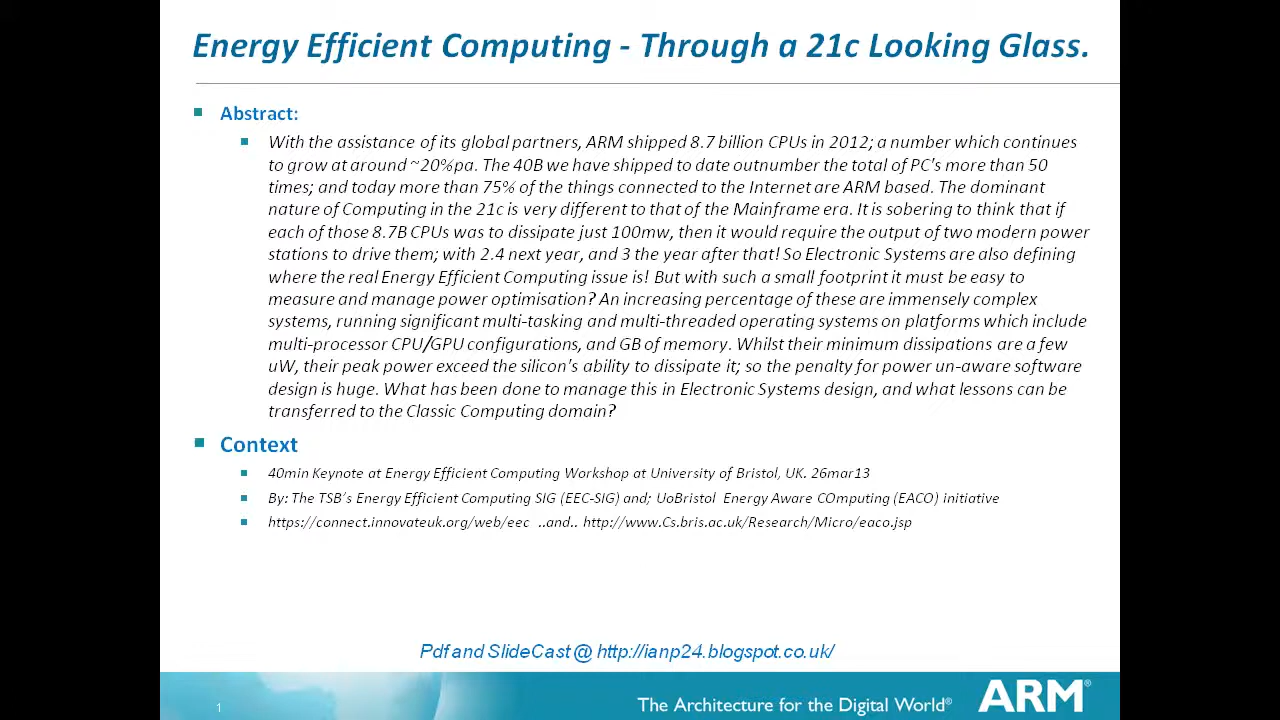 Energy Efficient Computing - Through a 21c Looking Glass.
Abstract:
With the assistance of its global partners, ARM shipped 8.7 billion CPUs in 2012; a number which continues
to grow at around ~20%pa. The 40B we have shipped to date outnumber the total of PC's more than 50
times; and today more than 75% of the things connected to the Internet are ARM based. The dominant
nature of Computing in the 21c is very different to that of the Mainframe era. It is sobering to think that if
each of those 8.7B CPUs was to dissipate just 100mw, then it would require the output of two modern power
stations to drive them; with 2.4 next year, and 3 the year after that! So Electronic Systems are also defining
where the real Energy Efficient Computing issue is! But with such a small footprint it must be easy to
measure and manage power optimisation? An increasing percentage of these are immensely complex
systems, running significant multi-tasking and multi-threaded operating systems on platforms which include
multi-processor CPU/GPU configurations, and GB of memory. Whilst their minimum dissipations are a few
uW, their peak power exceed the silicon's ability to dissipate it; so the penalty for power un-aware software
design is huge. What has been done to manage this in Electronic Systems design, and what lessons can be
transferred to the Classic Computing domain?
Context
40min Keynote at Energy Efficient Computing Workshop at University of Bristol, UK. 26mar13
By: The TSB's Energy Efficient Computing SIG (EEC-SIG) and; UoBristol Energy Aware COmputing (EACO) initiative
https://connect.innovateuk.org/web/eec ..and.. http://www.Cs.bris.ac.uk/Research/Micro/eaco.jsp
Pdf and SlideCast @ http://ianp24.blogspot.co.uk/
1
The Architecture for the Digital World® ARM®